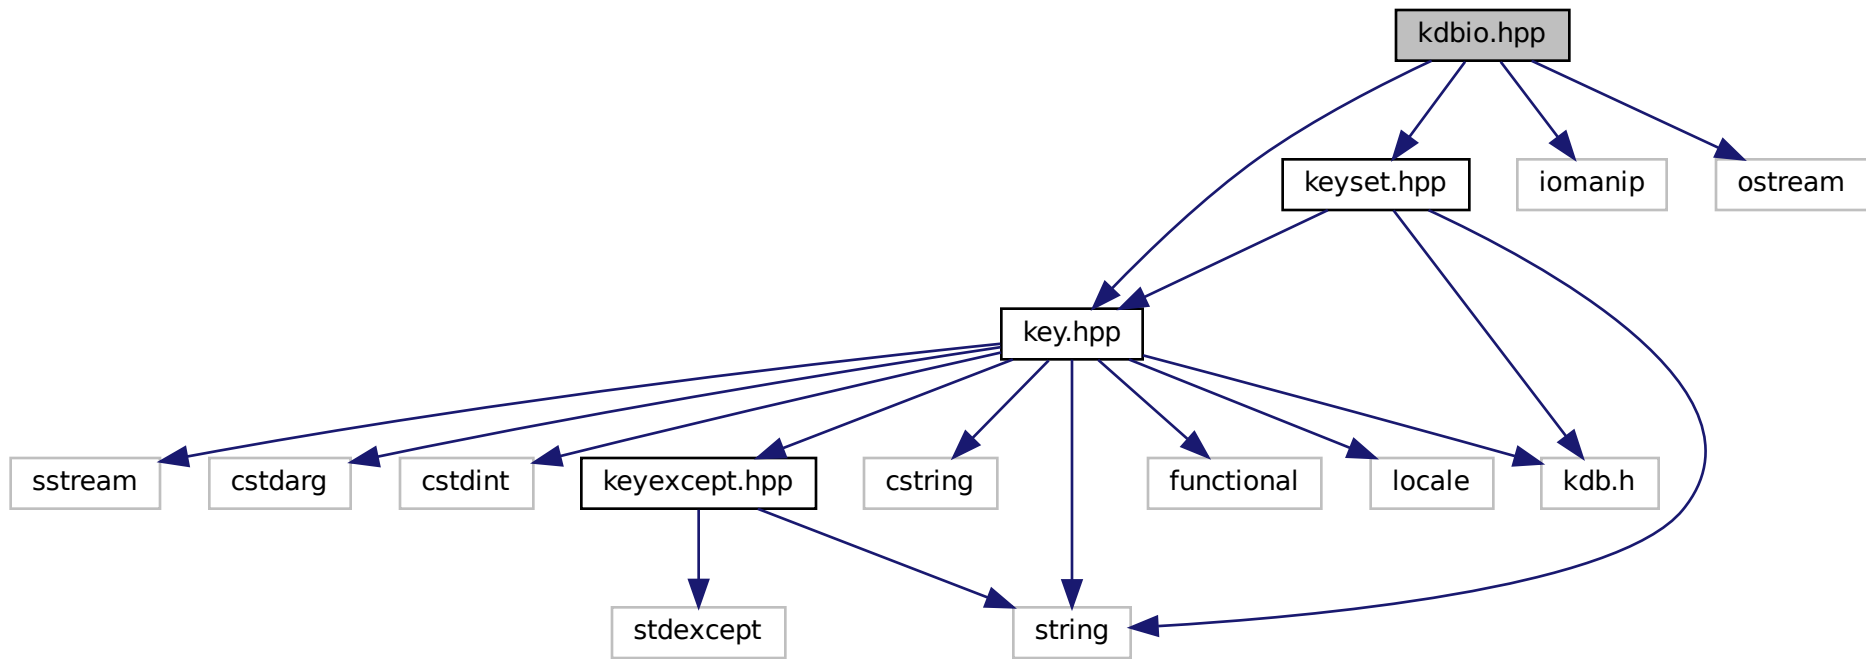 kdbio.hpp
keyset.hpp
iomanip
ostream
key.hpp
sstream
cstdarg
cstdint
keyexcept.hpp
cstring
functional
locale
kdb.h
stdexcept
string